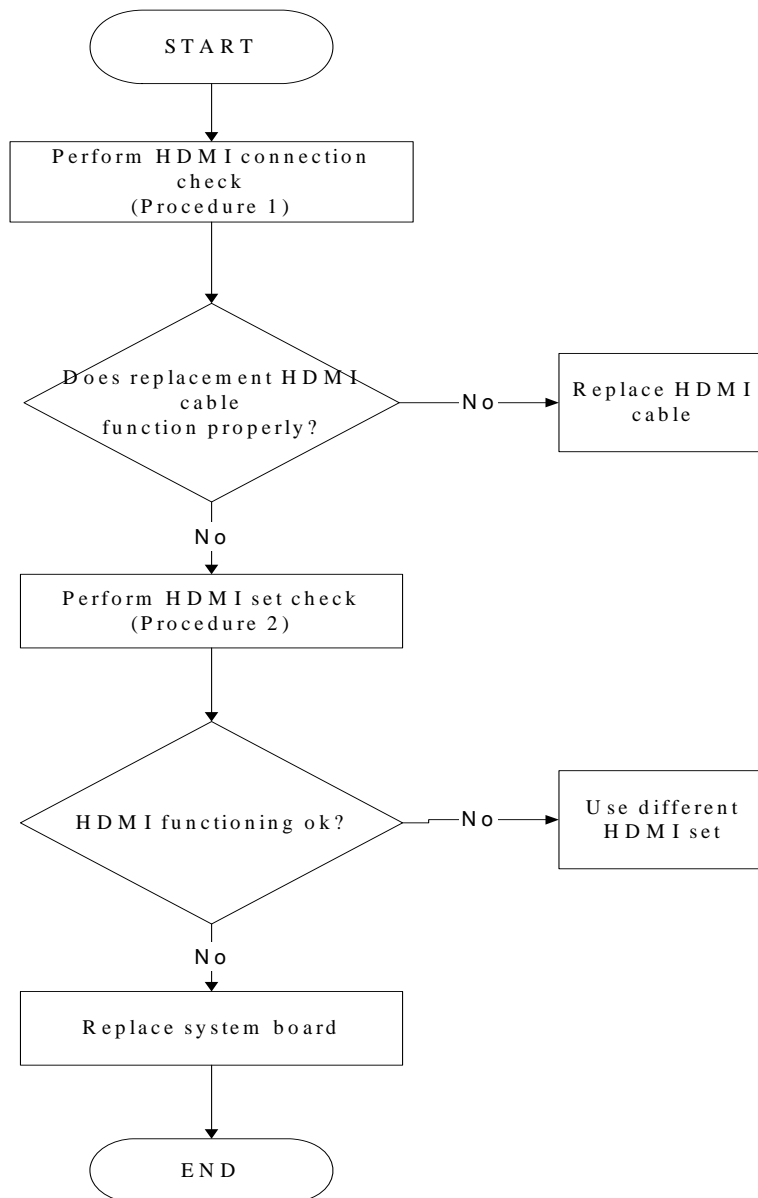 START
Perform HDMI connection
check
(Procedure 1)
Does replacement HDMI
cable
function properly?
No
Replace HDMI
cable
No
Perform HDMI set check
(Procedure 2)
HDMI functioning ok?
No
Use different
HDMI set
No
Replace system board
END